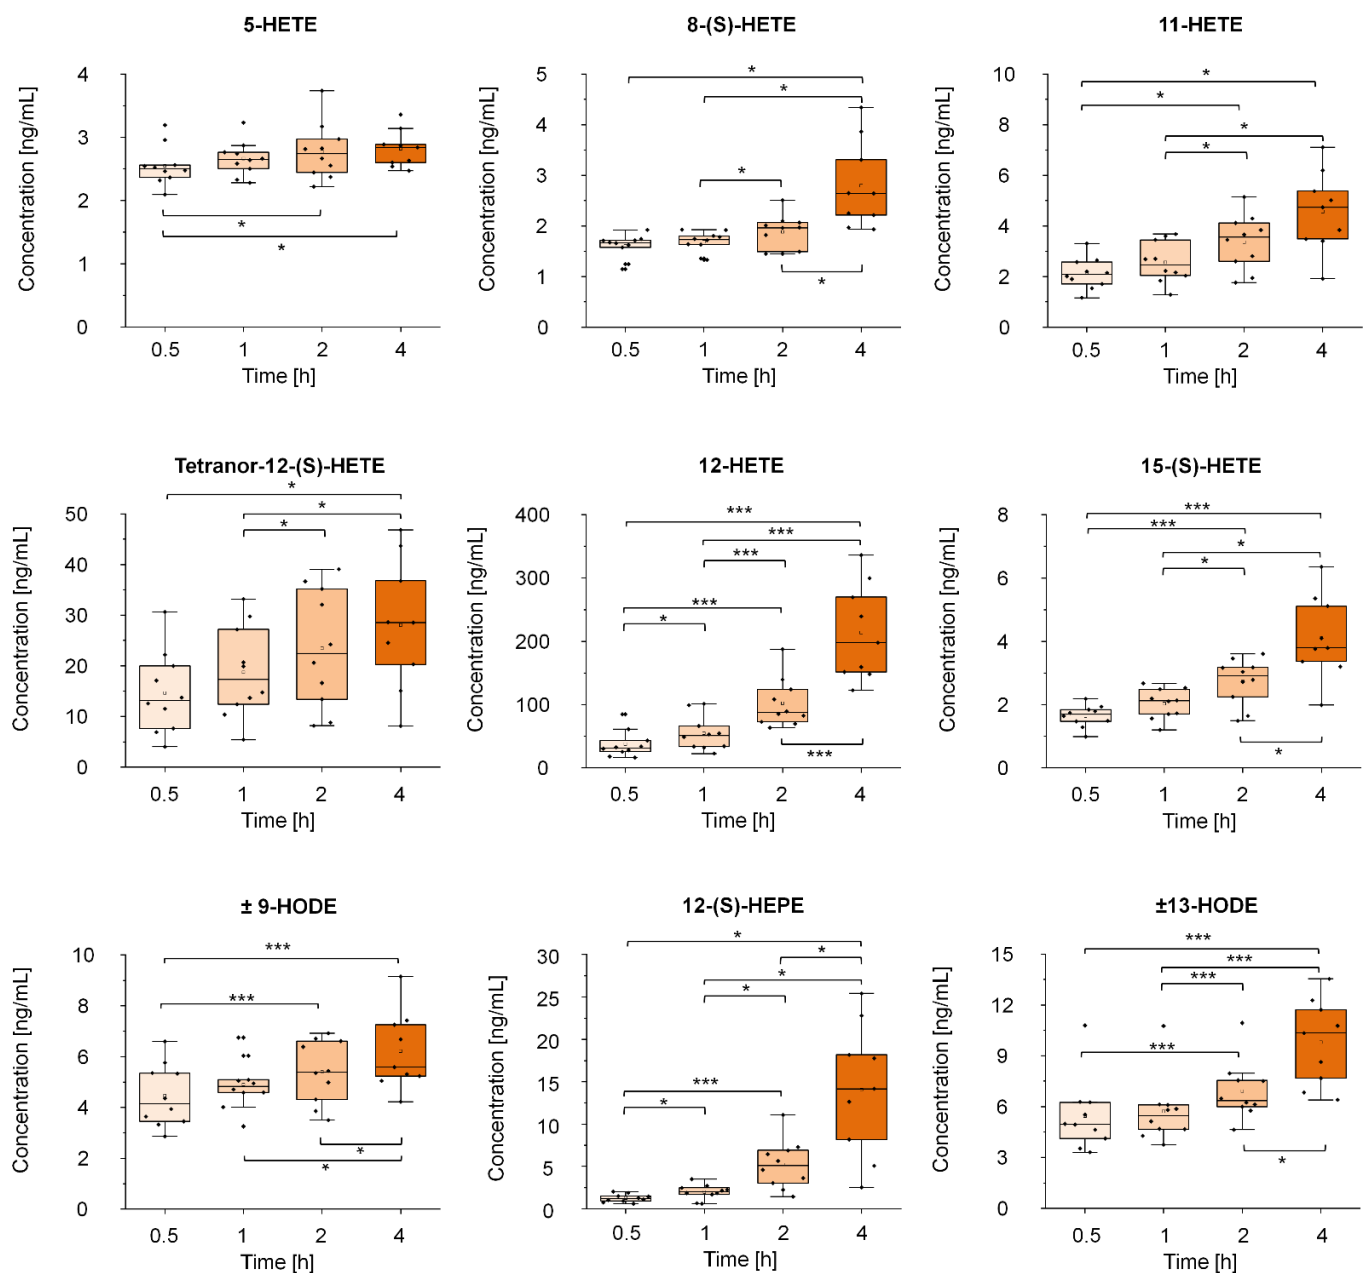 5-HETE
Concentration [ng/mL]
4
3
2
1
0
*
*
0.5 1 2 4
Time [h]
8-(S)-HETE
Concentration [ng/mL]
5
4
3
2
1
0
*
*
*
*
0.5 1 2 4
Time [h]
11-HETE
Concentration [ng/mL]
10
8
6
4
2
0
*
*
*
*
0.5 1 2 4
Time [h]
Tetranor-12-(S)-HETE
Concentration [ng/mL]
50
40
30
20
10
0
*
*
*
0.5 1 2 4
Time [h]
12-HETE
Concentration [ng/mL]
400
300
200
100
0
***
***
***
***
*
***
0.5 1 2 4
Time [h]
15-(S)-HETE
Concentration [ng/mL]
8
6
4
2
0
***
***
*
*
*
0.5 1 2 4
Time [h]
± 9-HODE
Concentration [ng/mL]
10
8
6
4
2
0
***
***
*
*
0.5 1 2 4
Time [h]
12-(S)-HEPE
Concentration [ng/mL]
30
25
20
15
10
5
0
*
*
*
*
***
*
0.5 1 2 4
Time [h]
±13-HODE
Concentration [ng/mL]
15
12
9
6
3
0
***
***
***
***
*
0.5 1 2 4
Time [h]